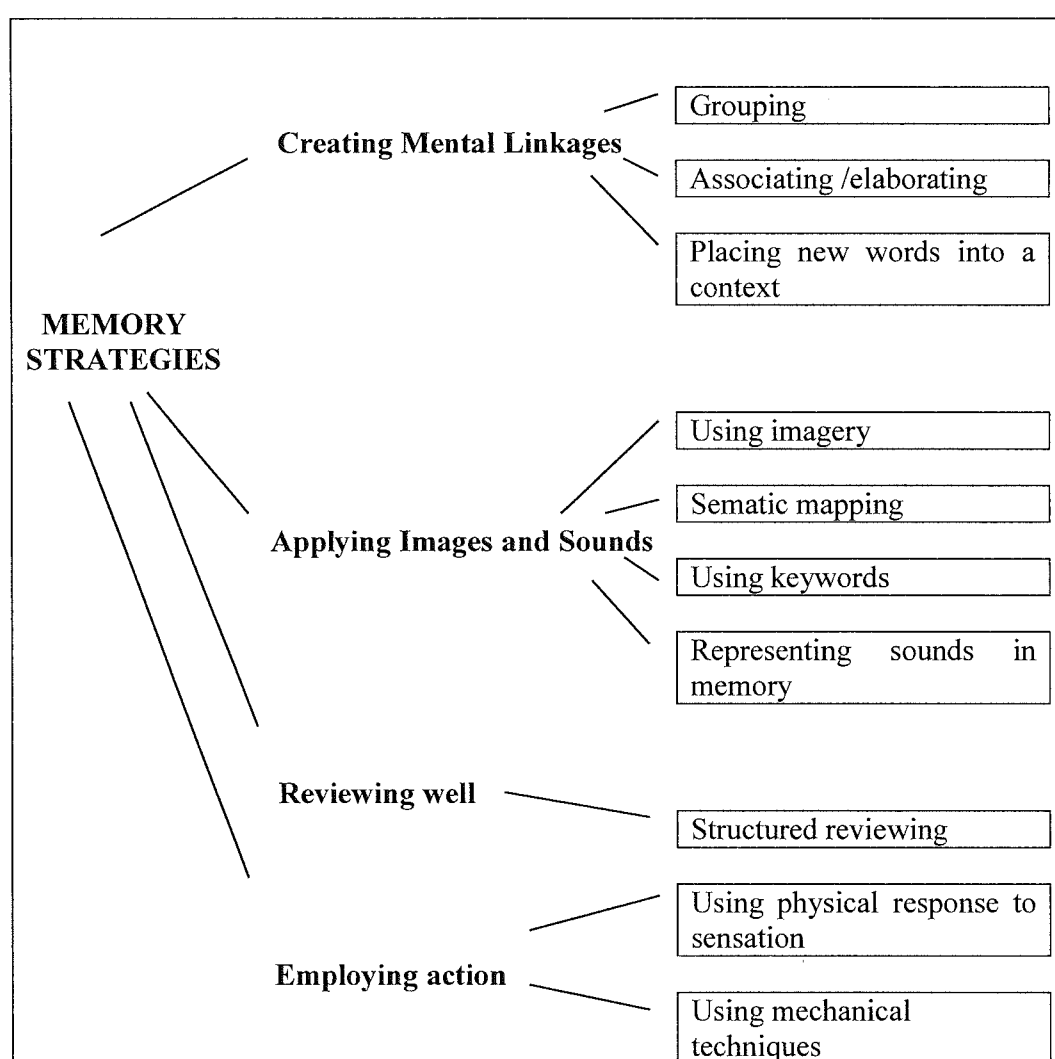 Grouping
Creating Mental Linkages
Associating /elaborating
Placing new words into a
context
MEMORY
STRATEGIES
Using imagery
Sematic mapping
Applying Images and Sounds
Using keywords
Representing sounds in
memory
Reviewing well
Structured reviewing
Using physical response to
sensation
Employing action
Using mechanical
techniques